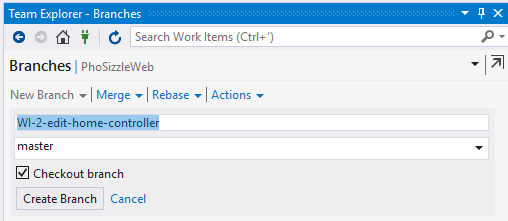 Team Explorer - Branches
Search Work Items (Ctrl+')
Branches | PhoSizzleWeb
New Branch | Merge | Rebase | Actions
WI-2-edit-home-controller
master
Checkout branch
Create Branch Cancel